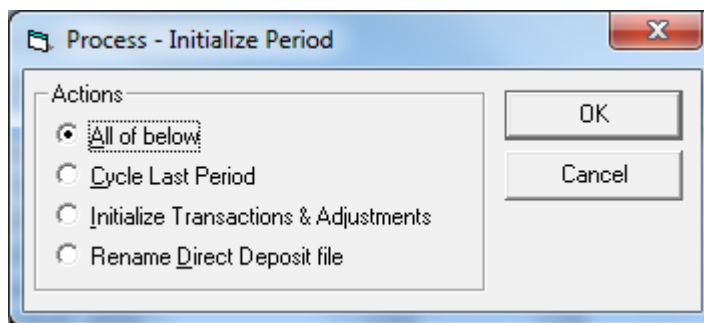 Process - Initialize Period
Actions
All of below
Cycle Last Period
Initialize Transactions & Adjustments
Rename Direct Deposit file
OK
Cancel